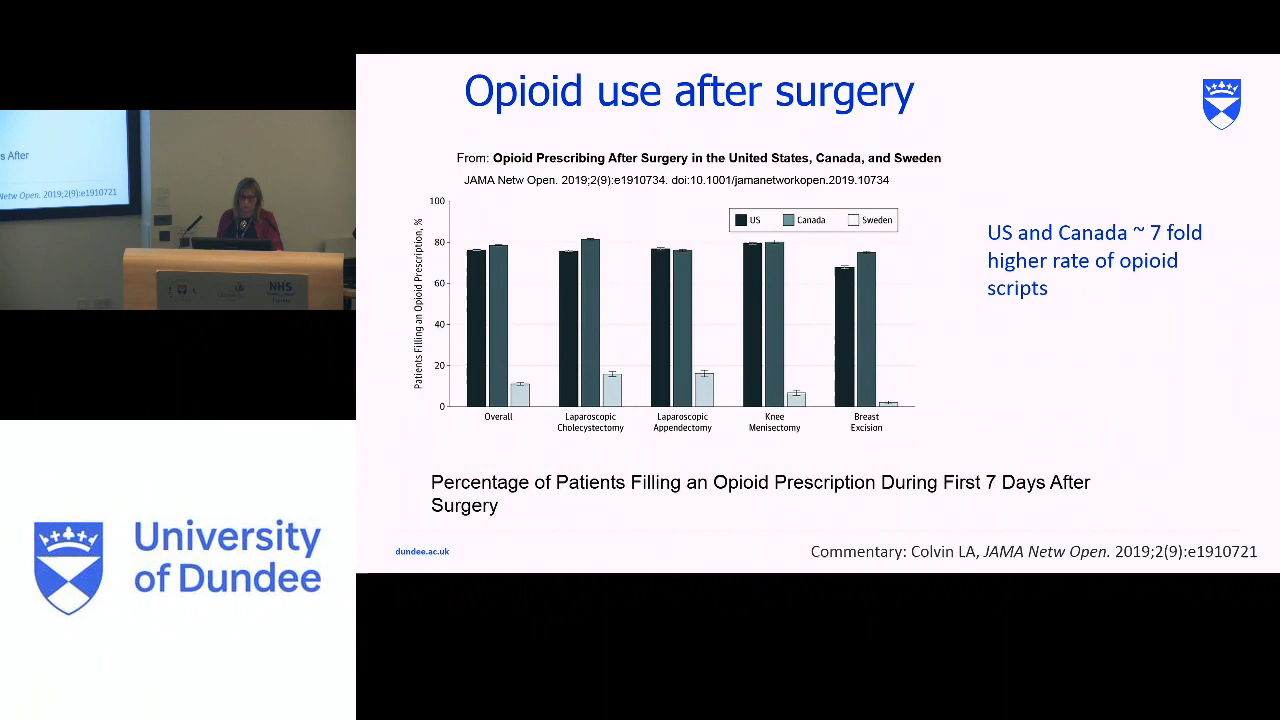 s After
Netw Open. 2019;2(9):e1910721
NHS
University
of Dundee
Opioid use after surgery
From: Opioid Prescribing After Surgery in the United States, Canada, and Sweden
JAMA Netw Open. 2019;2(9):e1910734. doi:10.1001/jamanetworkopen.2019.10734
Patients Filling an Opioid Prescription, %
100
80
60
40
20
0
US
Canada
Sweden
Overall
Laparoscopic
Cholecystectomy
Laparoscopic
Appendectomy
Knee
Menisectomy
Breast
Excision
US and Canada ~ 7 fold
higher rate of opioid
scripts
Percentage of Patients Filling an Opioid Prescription During First 7 Days After
Surgery
dundee.ac.uk
Commentary: Colvin LA, JAMA Netw Open. 2019;2(9):e1910721